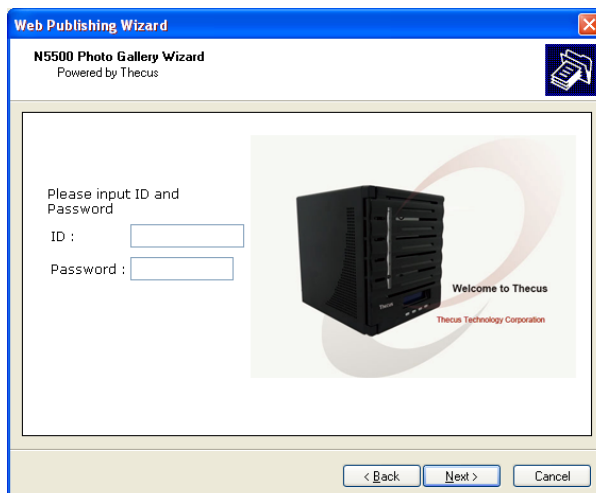 Web Publishing Wizard
N5500 Photo Gallery Wizard
Powered by Thecus
Please input ID and
Password
ID :
Password :
Welcome to Thecus
Thecus
Thecus Technology Corporation
< Back
Next >
Cancel